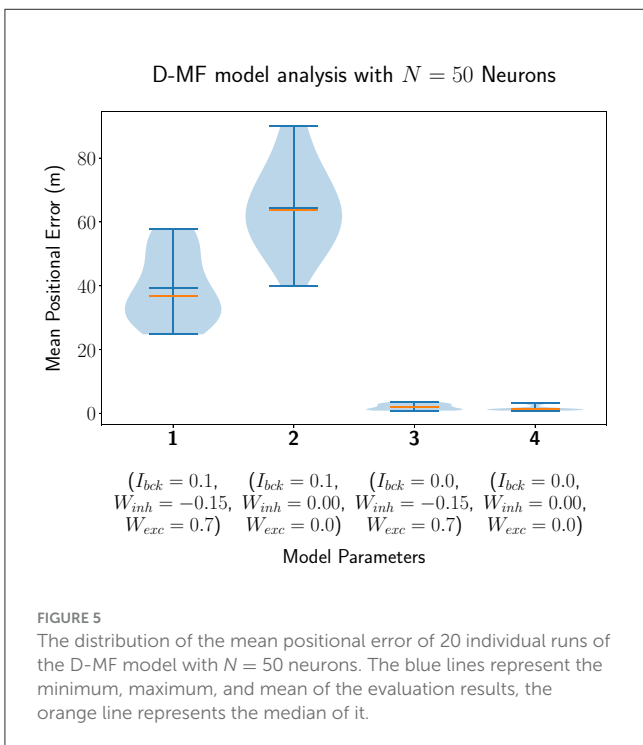 D-MF model analysis with N = 50 Neurons
Mean Positional Error (m)
80
60
40
20
0
1 2 3 4
(I_bck = 0.1, (I_bck = 0.1, (I_bck = 0.0, (I_bck = 0.0,
W_inh = −0.15, W_inh = 0.00, W_inh = −0.15, W_inh = 0.00,
W_exc = 0.7) W_exc = 0.0) W_exc = 0.7) W_exc = 0.0)
Model Parameters
FIGURE 5
The distribution of the mean positional error of 20 individual runs of
the D-MF model with N = 50 neurons. The blue lines represent the
minimum, maximum, and mean of the evaluation results, the
orange line represents the median of it.